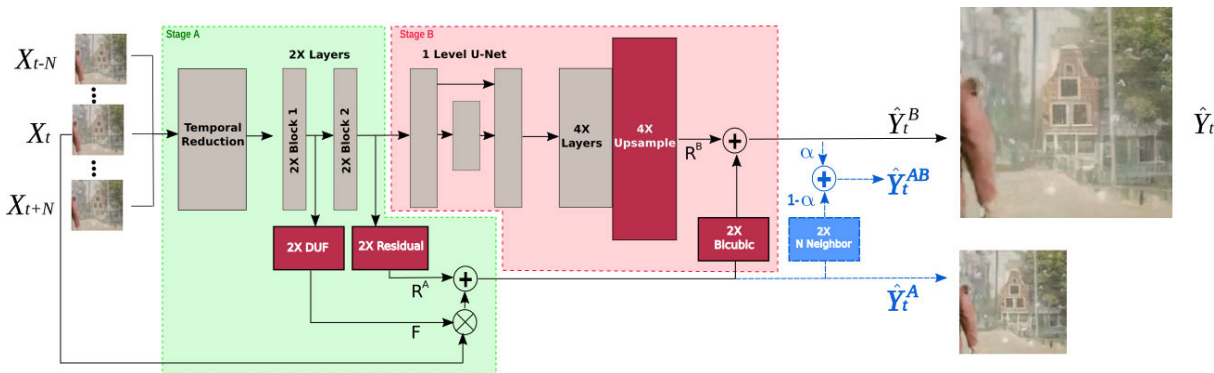 Stage A
Stage B
2X Layers
1 Level U-Net
X_{t-N}
X_t
X_{t+N}
Temporal
Reduction
2X Block 1
2X Block 2
4X
Layers
4X
Upsample
R^B
+
Ŷ_t^B
Ŷ_t
α
+
Ŷ_t^{AB}
1-α
2X DUF
2X Residual
2X
Bicubic
2X
N Neighbor
R^A
+
Ŷ_t^A
F
×